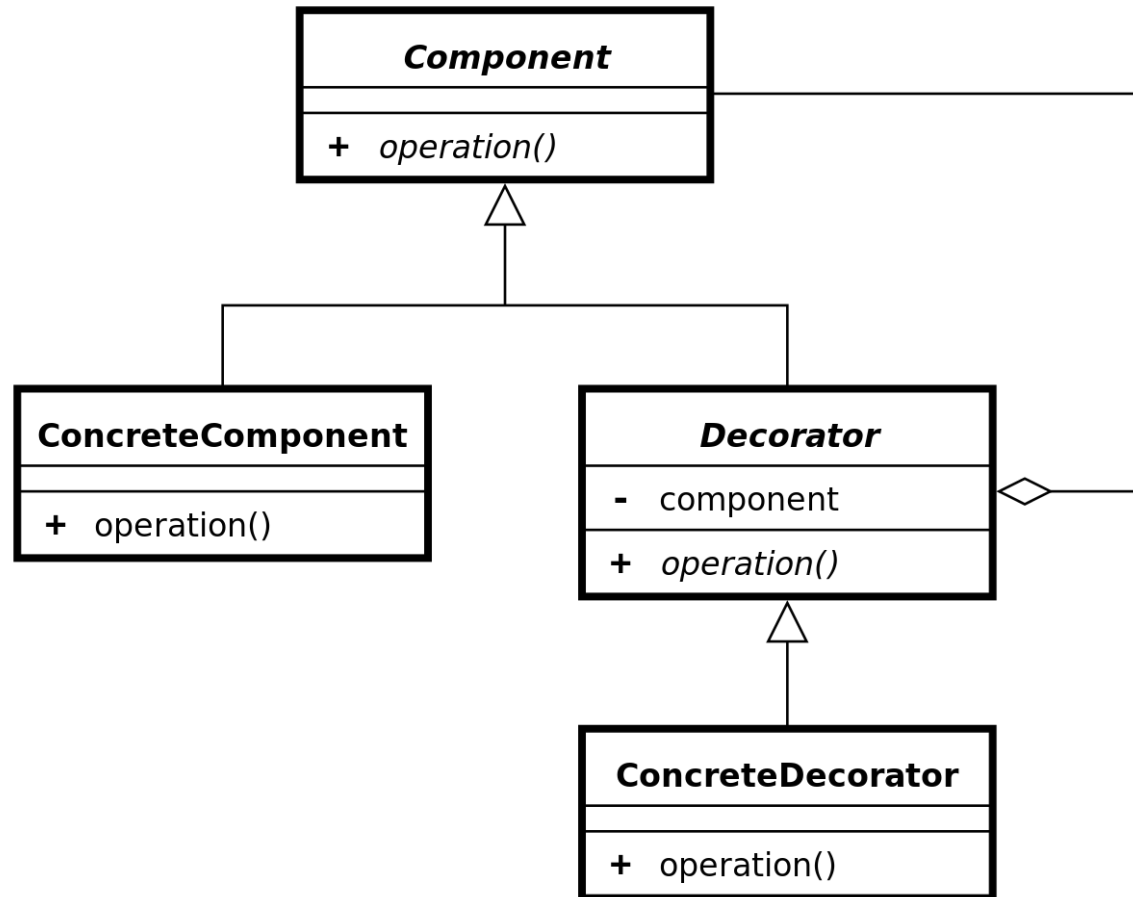 Component
+ operation()
ConcreteComponent
+ operation()
Decorator
- component
+ operation()
ConcreteDecorator
+ operation()